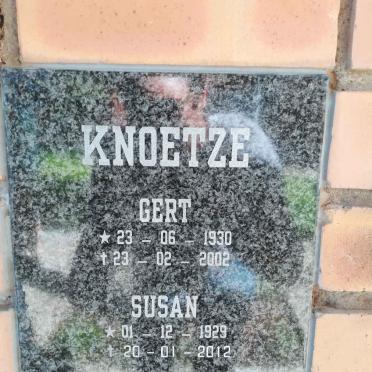 KNOETZE
GERT
★ 23 - 06 - 1930
† 23 - 02 - 2002
SUSAN
★ 01 - 12 - 1929
† 20 - 01 - 2012